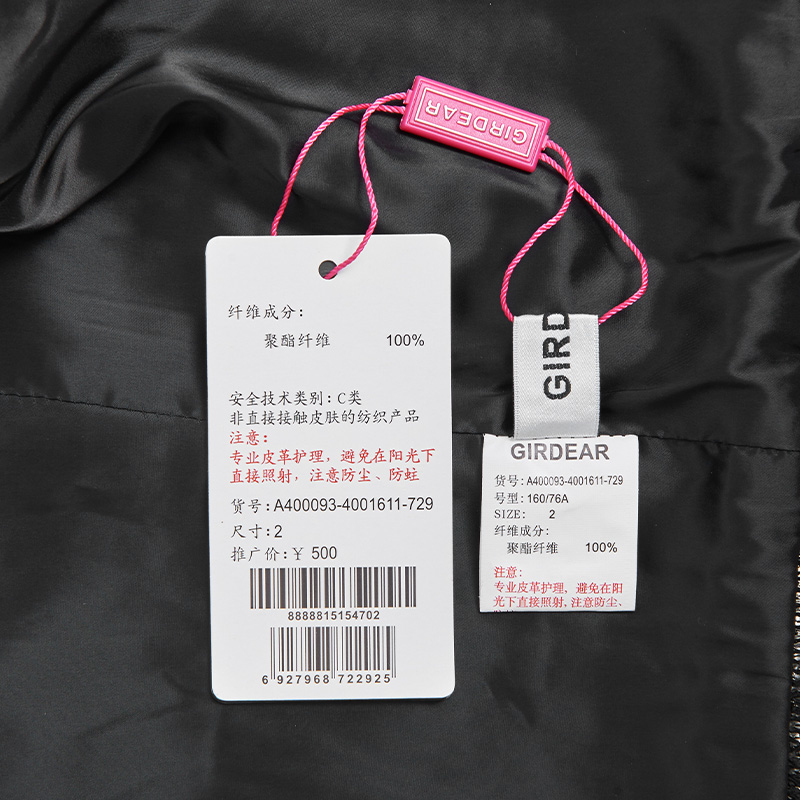 GIRDEAR
纤维成分:
聚酯纤维 100%
安全技术类别:C类
非直接接触皮肤的纺织产品
注意:
专业皮革护理,避免在阳光下
直接照射,注意防尘、防蛀
货号:A400093-4001611-729
尺寸:2
推广价:¥ 500
8888815154702
6 927968 722925
GIRD
GIRDEAR
货号:A400093-4001611-729
号型:160/76A
SIZE: 2
纤维成分:
聚酯纤维 100%
注意:
专业皮革护理,避免在阳
光下直接照射,注意防尘、